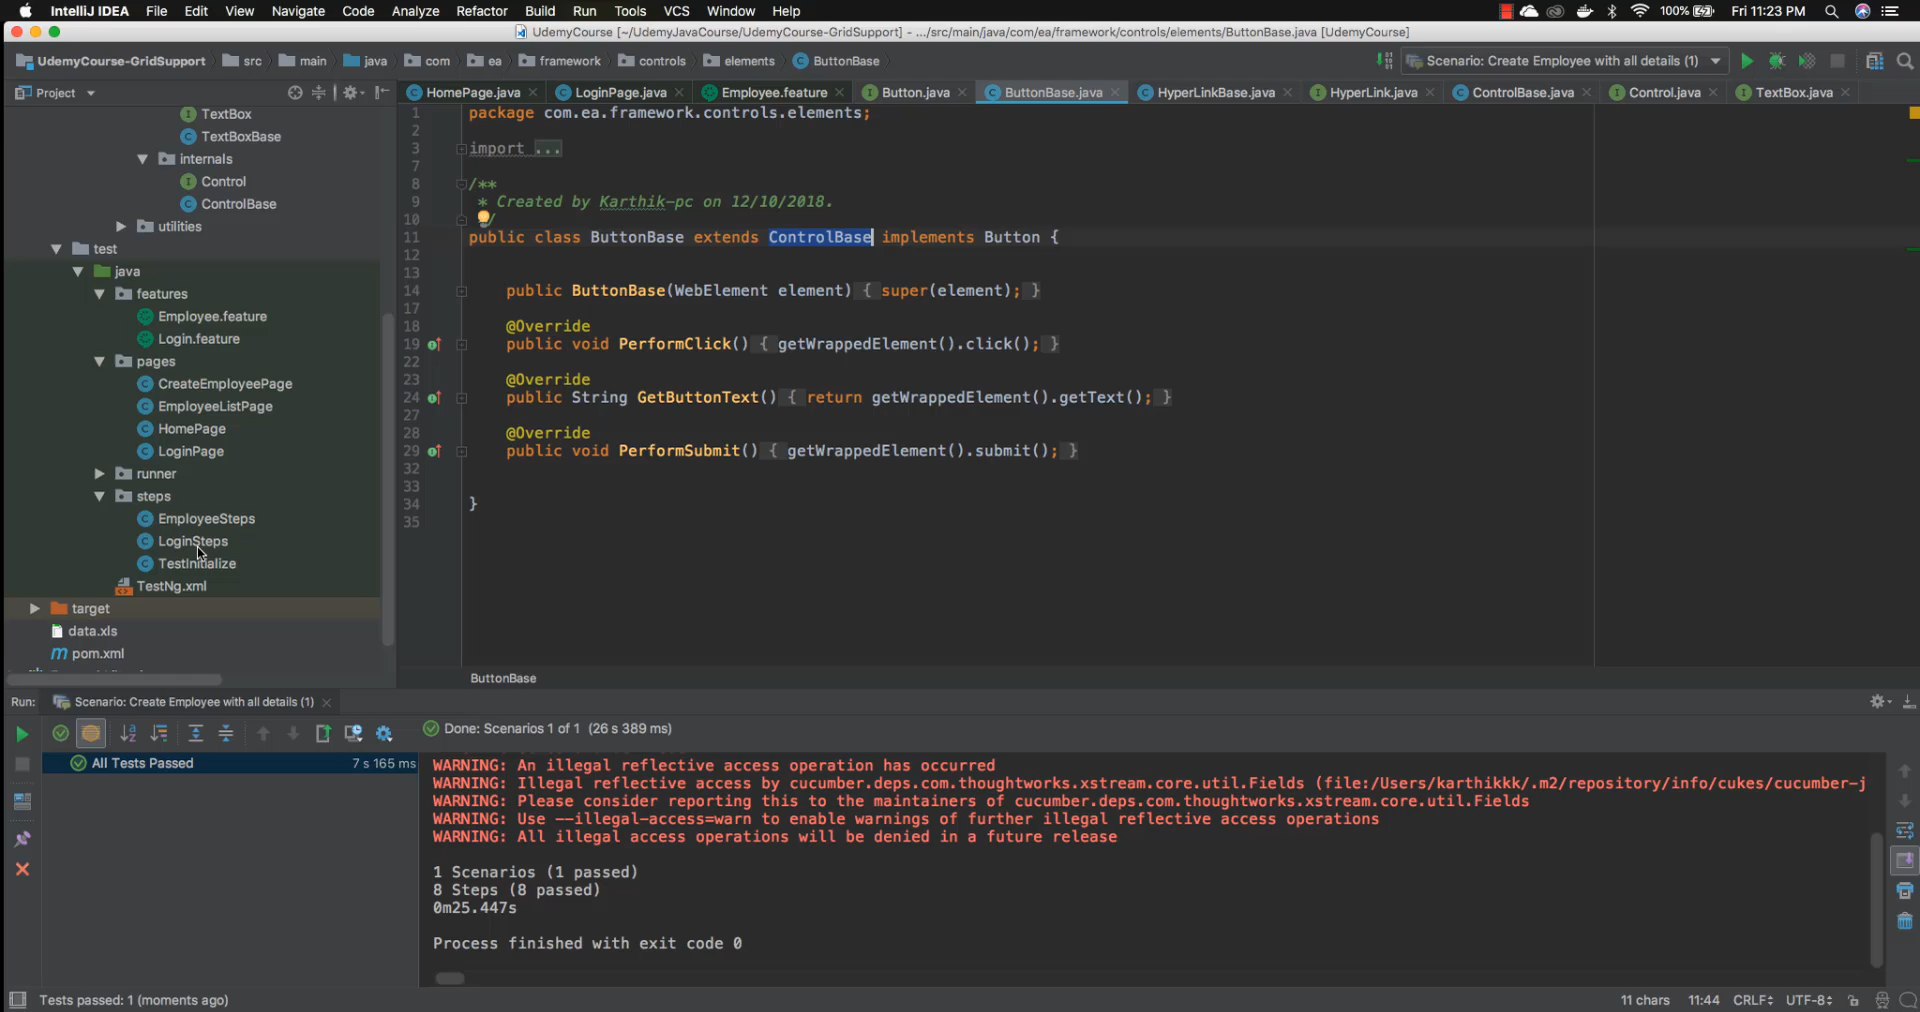 IntelliJ IDEA File Edit View Navigate Code Analyze Refactor Build Run Tools VCS Window Help 100% Fri 11:23 PM
UdemyCourse [~/UdemyJavaCourse/UdemyCourse-GridSupport] - .../src/main/java/com/ea/framework/controls/elements/ButtonBase.java [UdemyCourse]
UdemyCourse-GridSupport src main java com ea framework controls elements ButtonBase Scenario: Create Employee with all details (1)
Project HomePage.java LoginPage.java Employee.feature Button.java ButtonBase.java HyperLinkBase.java HyperLink.java ControlBase.java Control.java TextBox.java
TextBox
TextBoxBase
internals
Control
ControlBase
utilities
test
java
features
Employee.feature
Login.feature
pages
CreateEmployeePage
EmployeeListPage
HomePage
LoginPage
runner
steps
EmployeeSteps
LoginSteps
TestInitialize
TestNg.xml
target
data.xls
pom.xml
1 package com.ea.framework.controls.elements;
2
3 import ...
7
8 /**
9 * Created by Karthik-pc on 12/10/2018.
10 */
11 public class ButtonBase extends ControlBase implements Button {
12
13
14 public ButtonBase(WebElement element) { super(element); }
17
18 @Override
19 public void PerformClick() { getWrappedElement().click(); }
22
23 @Override
24 public String GetButtonText() { return getWrappedElement().getText(); }
27
28 @Override
29 public void PerformSubmit() { getWrappedElement().submit(); }
32
33
34 }
35
ButtonBase
Run: Scenario: Create Employee with all details (1)
Done: Scenarios 1 of 1 (26 s 389 ms)
All Tests Passed 7 s 165 ms
WARNING: An illegal reflective access operation has occurred
WARNING: Illegal reflective access by cucumber.deps.com.thoughtworks.xstream.core.util.Fields (file:/Users/karthikkk/.m2/repository/info/cukes/cucumber-j
WARNING: Please consider reporting this to the maintainers of cucumber.deps.com.thoughtworks.xstream.core.util.Fields
WARNING: Use --illegal-access=warn to enable warnings of further illegal reflective access operations
WARNING: All illegal access operations will be denied in a future release
1 Scenarios (1 passed)
8 Steps (8 passed)
0m25.447s
Process finished with exit code 0
Tests passed: 1 (moments ago) 11 chars 11:44 CRLF UTF-8